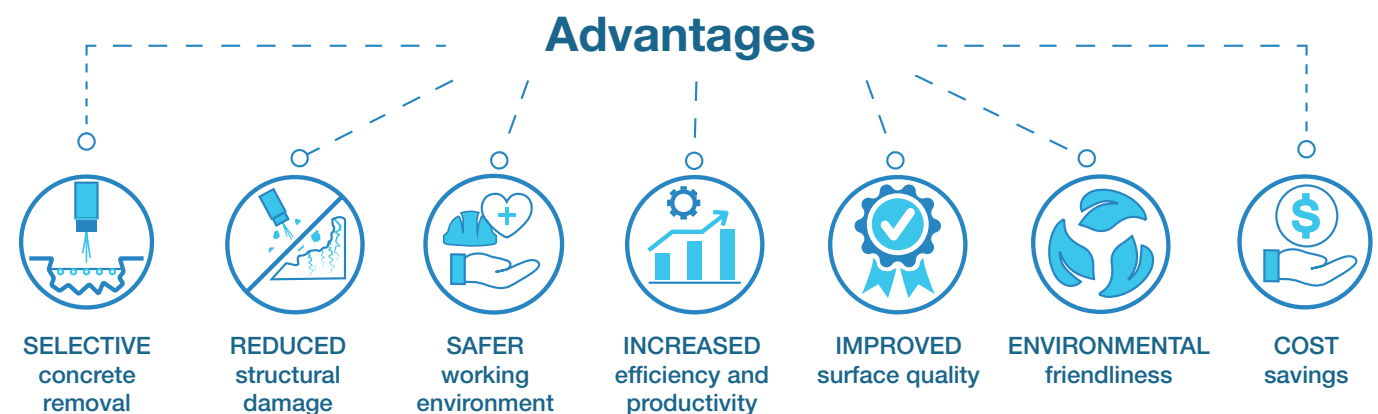 Advantages
$
SELECTIVE
concrete
removal
REDUCED
structural
damage
SAFER
working
environment
INCREASED
efficiency and
productivity
IMPROVED
surface quality
ENVIRONMENTAL
friendliness
COST
savings